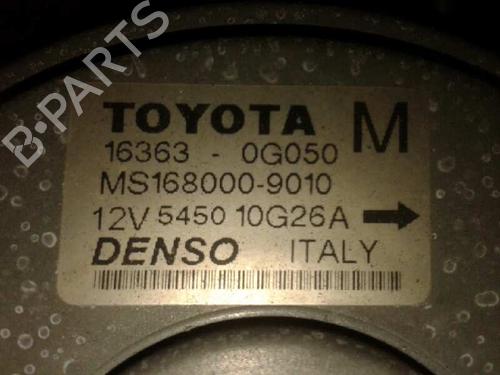 B-PARTS
TOYOTA M
16363 - 0G050
MS168000-9010
12V 5450 10G26A
DENSO ITALY